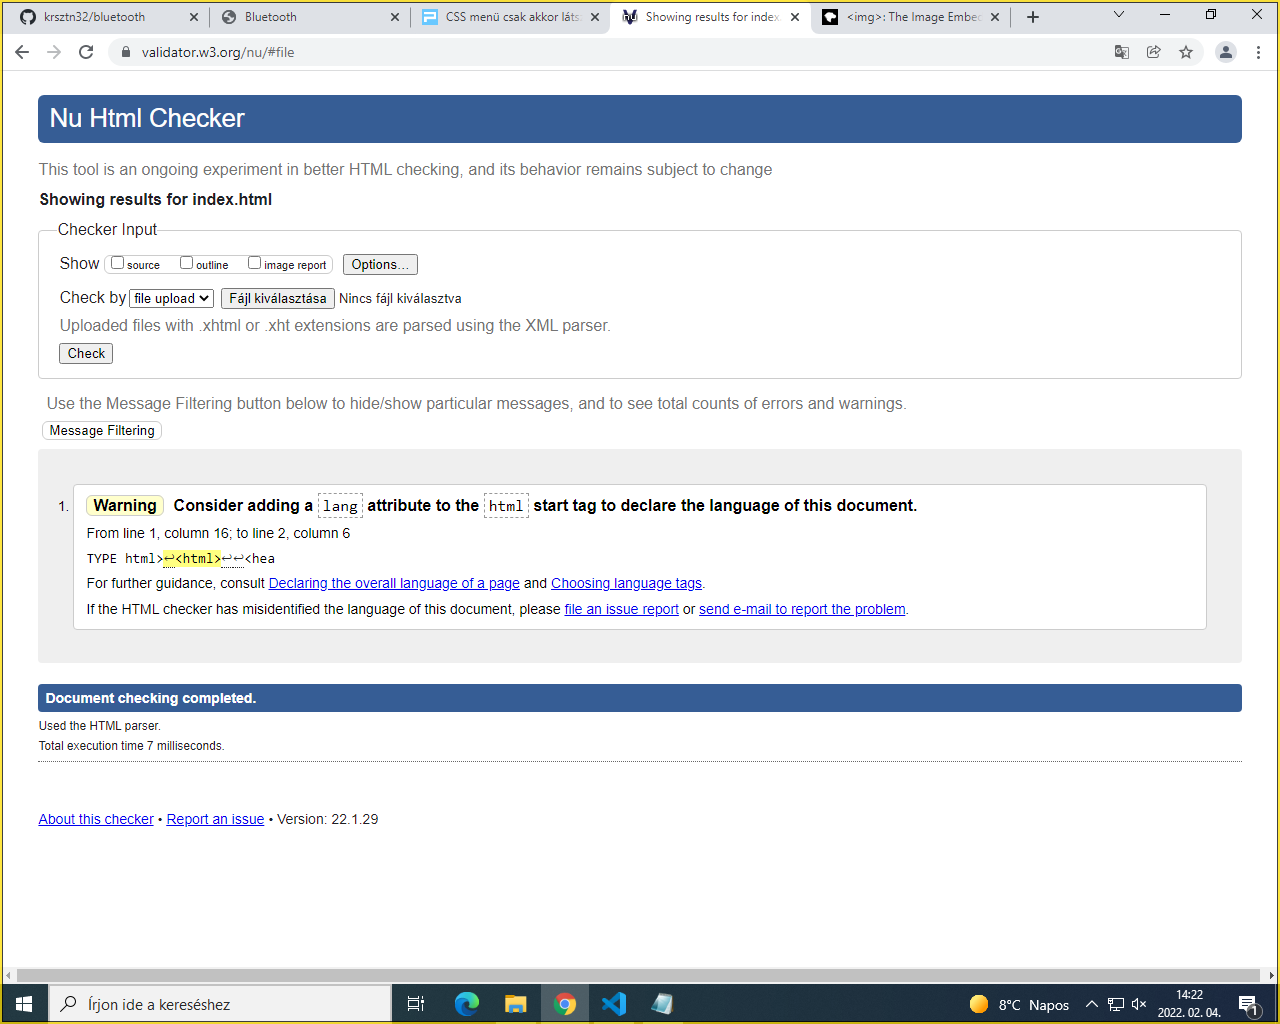 krsztn32/bluetooth
Bluetooth
CSS menü csak akkor láts
Showing results for index.
<img>: The Image Embed
validator.w3.org/nu/#file
Nu Html Checker
This tool is an ongoing experiment in better HTML checking, and its behavior remains subject to change
Showing results for index.html
Checker Input
Show source outline image report Options...
Check by file upload Fájl kiválasztása Nincs fájl kiválasztva
Uploaded files with .xhtml or .xht extensions are parsed using the XML parser.
Check
Use the Message Filtering button below to hide/show particular messages, and to see total counts of errors and warnings.
Message Filtering
1. Warning Consider adding a lang attribute to the html start tag to declare the language of this document.
From line 1, column 16; to line 2, column 6
TYPE html>↩<html>↩↩<hea
For further guidance, consult Declaring the overall language of a page and Choosing language tags.
If the HTML checker has misidentified the language of this document, please file an issue report or send e-mail to report the problem.
Document checking completed.
Used the HTML parser.
Total execution time 7 milliseconds.
About this checker • Report an issue • Version: 22.1.29
Írjon ide a kereséshez
8°C Napos
14:22
2022. 02. 04.
1